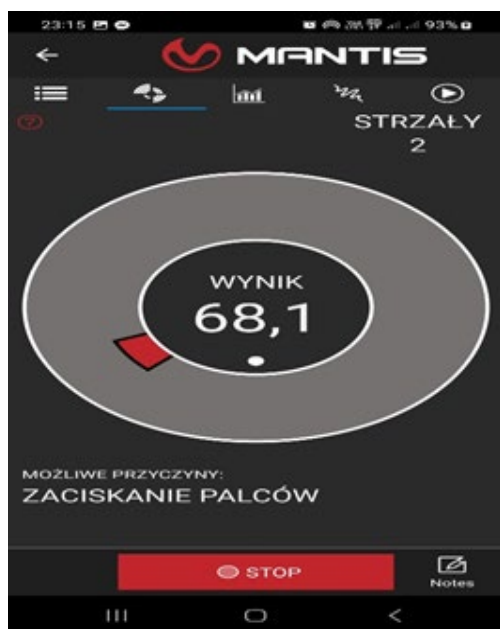 23:15
93%
MANTIS
STRZAŁY
2
WYNIK
68,1
MOŻLIWE PRZYCZYNY:
ZACISKANIE PALCÓW
STOP
Notes